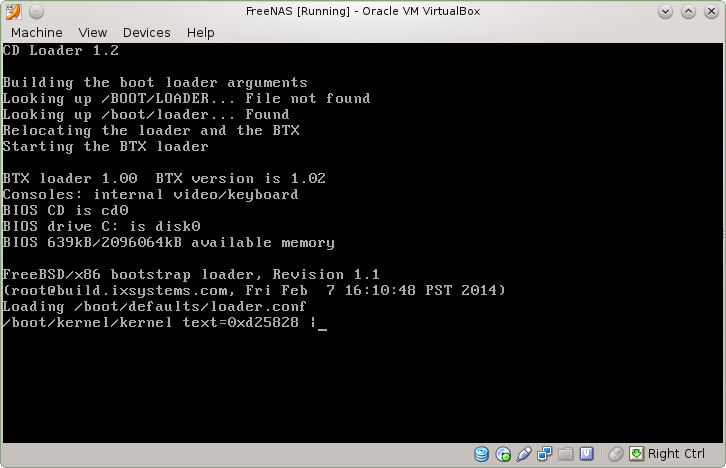 FreeNAS [Running] - Oracle VM VirtualBox
Machine View Devices Help
CD Loader 1.2
Building the boot loader arguments
Looking up /BOOT/LOADER... File not found
Looking up /boot/loader... Found
Relocating the loader and the BTX
Starting the BTX loader
BTX loader 1.00  BTX version is 1.02
Consoles: internal video/keyboard
BIOS CD is cd0
BIOS drive C: is disk0
BIOS 639kB/2096064kB available memory
FreeBSD/x86 bootstrap loader, Revision 1.1
(root@build.ixsystems.com, Fri Feb  7 16:10:48 PST 2014)
Loading /boot/defaults/loader.conf
/boot/kernel/kernel text=0xd25828 |_
Right Ctrl